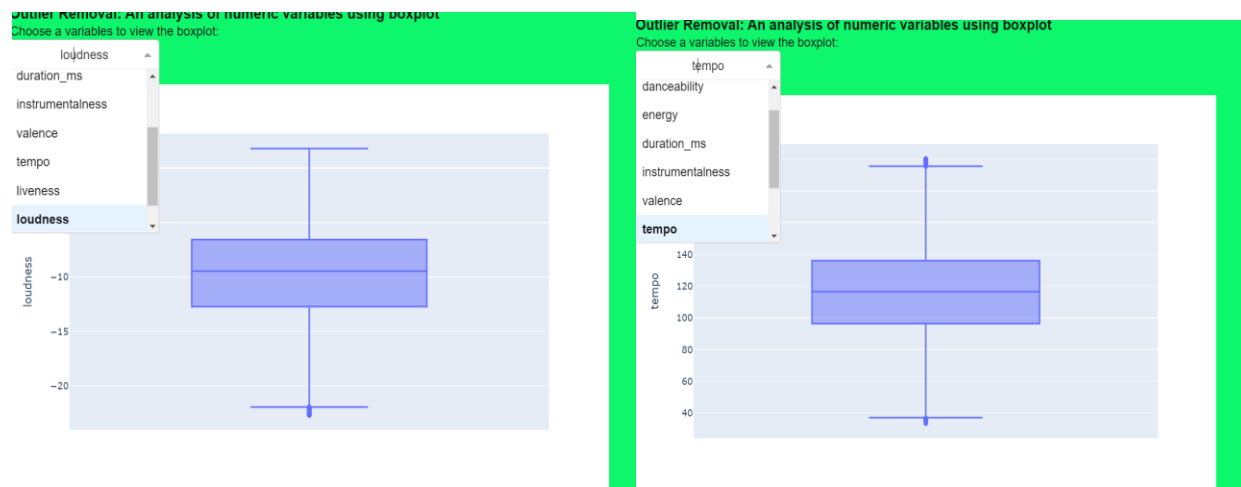 Outlier Removal: An analysis of numeric variables using boxplot
Choose a variables to view the boxplot:
loudness
duration_ms
instrumentalness
valence
tempo
liveness
loudness
loudness
−10
−15
−20
Outlier Removal: An analysis of numeric variables using boxplot
Choose a variables to view the boxplot:
tempo
danceability
energy
duration_ms
instrumentalness
valence
tempo
tempo
140
120
100
80
60
40